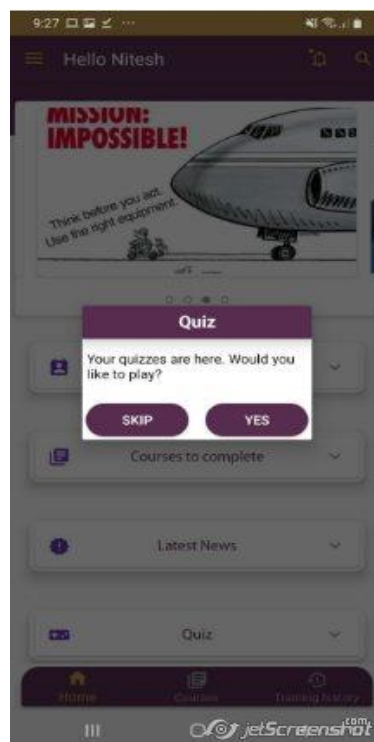 9:27
Hello Nitesh
MISSION:
IMPOSSIBLE!
Think before you act.
Use the right equipment.
Quiz
Your quizzes are here. Would you
like to play?
SKIP YES
Courses to complete
Latest News
Quiz
Home Courses Training history
jetScreenshot.com